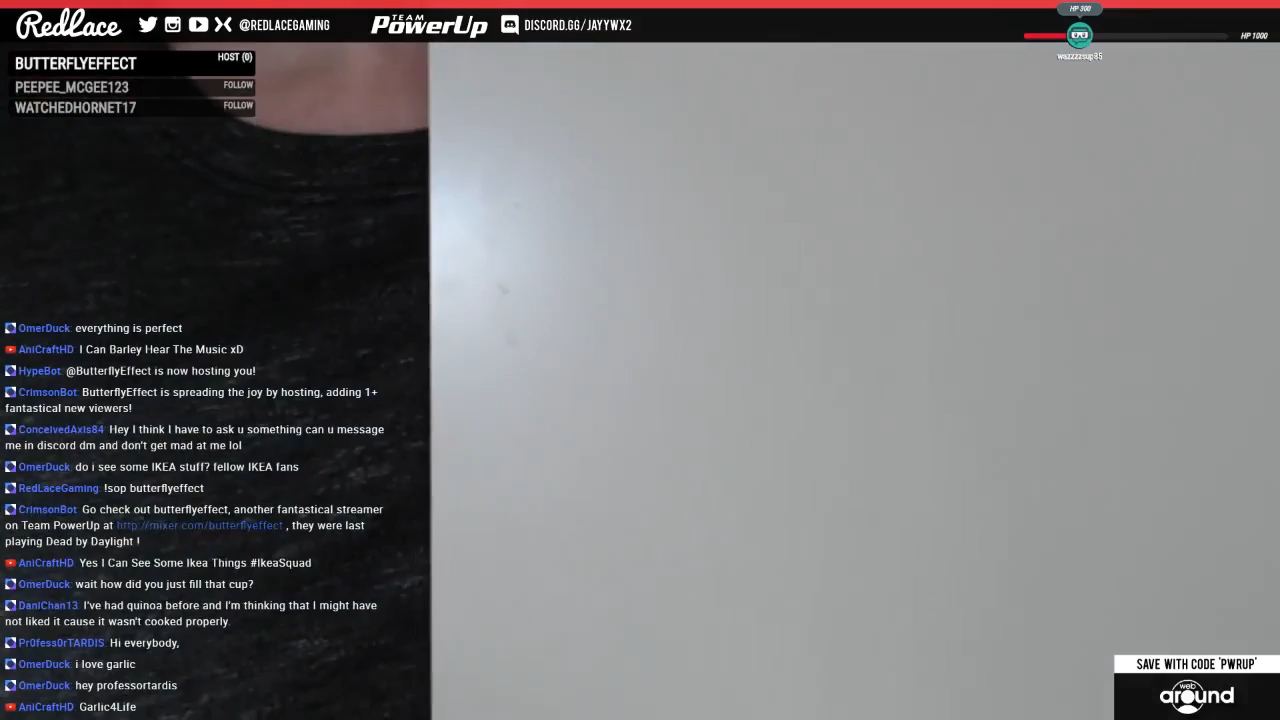 RedLace @REDLACEGAMING TEAM POWERUP DISCORD.GG/JAYYWX2
HP 300
HP 1000
wazzzzsup85
BUTTERFLYEFFECT HOST (0)
PEEPEE_MCGEE123 FOLLOW
WATCHEDHORNET17 FOLLOW
OmerDuck: everything is perfect
AniCraftHD: I Can Barley Hear The Music xD
HypeBot: @ButterflyEffect is now hosting you!
CrimsonBot: ButterflyEffect is spreading the joy by hosting, adding 1+
fantastical new viewers!
ConceivedAxis84: Hey I think I have to ask u something can u message
me in discord dm and don't get mad at me lol
OmerDuck: do i see some IKEA stuff? fellow IKEA fans
RedLaceGaming: !sop butterflyeffect
CrimsonBot: Go check out butterflyeffect, another fantastical streamer
on Team PowerUp at http://mixer.com/butterflyeffect , they were last
playing Dead by Daylight !
AniCraftHD: Yes I Can See Some Ikea Things #IkeaSquad
OmerDuck: wait how did you just fill that cup?
DaniChan13: I've had quinoa before and I'm thinking that I might have
not liked it cause it wasn't cooked properly.
Pr0fess0rTARDIS: Hi everybody,
OmerDuck: i love garlic
OmerDuck: hey professortardis
AniCraftHD: Garlic4Life
SAVE WITH CODE 'PWRUP'
web
around